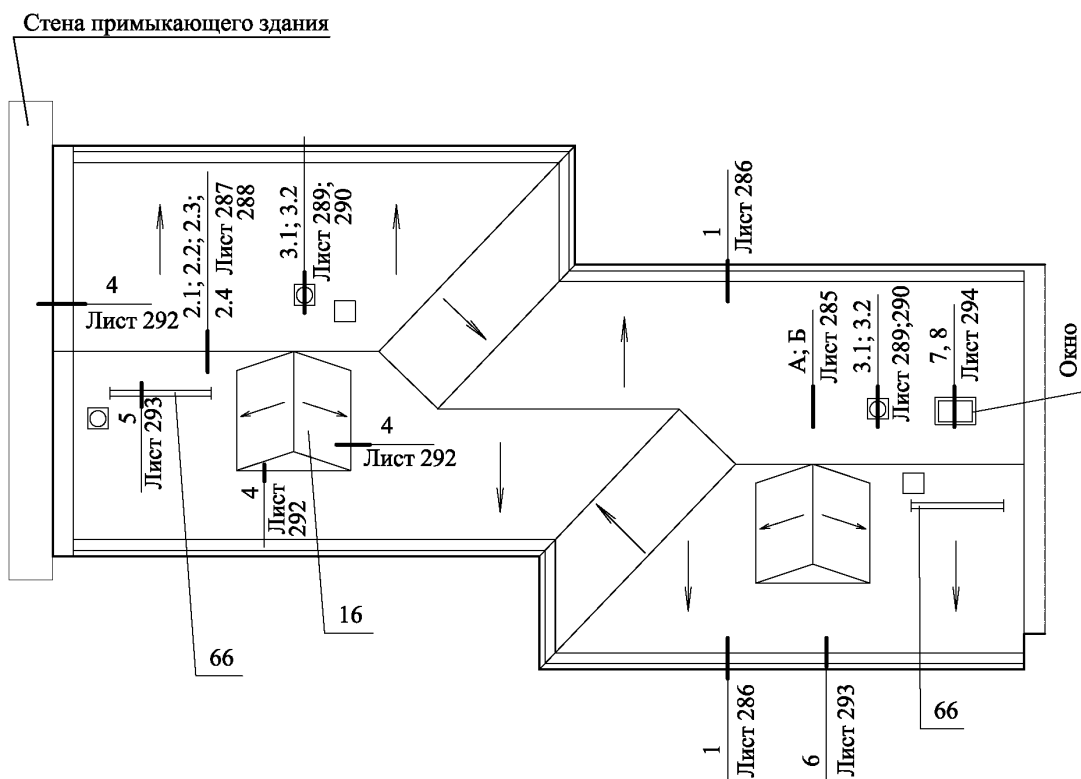 Стена примыкающего здания
4
Лист 292
2.1; 2.2; 2.3;
2.4
Лист 287
288
3.1; 3.2
Лист 289;
290
1
Лист 286
5
Лист 293
4
Лист 292
4
Лист
292
16
66
А; Б
Лист 285
3.1; 3.2
Лист 289;290
7, 8
Лист 294
Окно
66
1
Лист 286
6
Лист 293